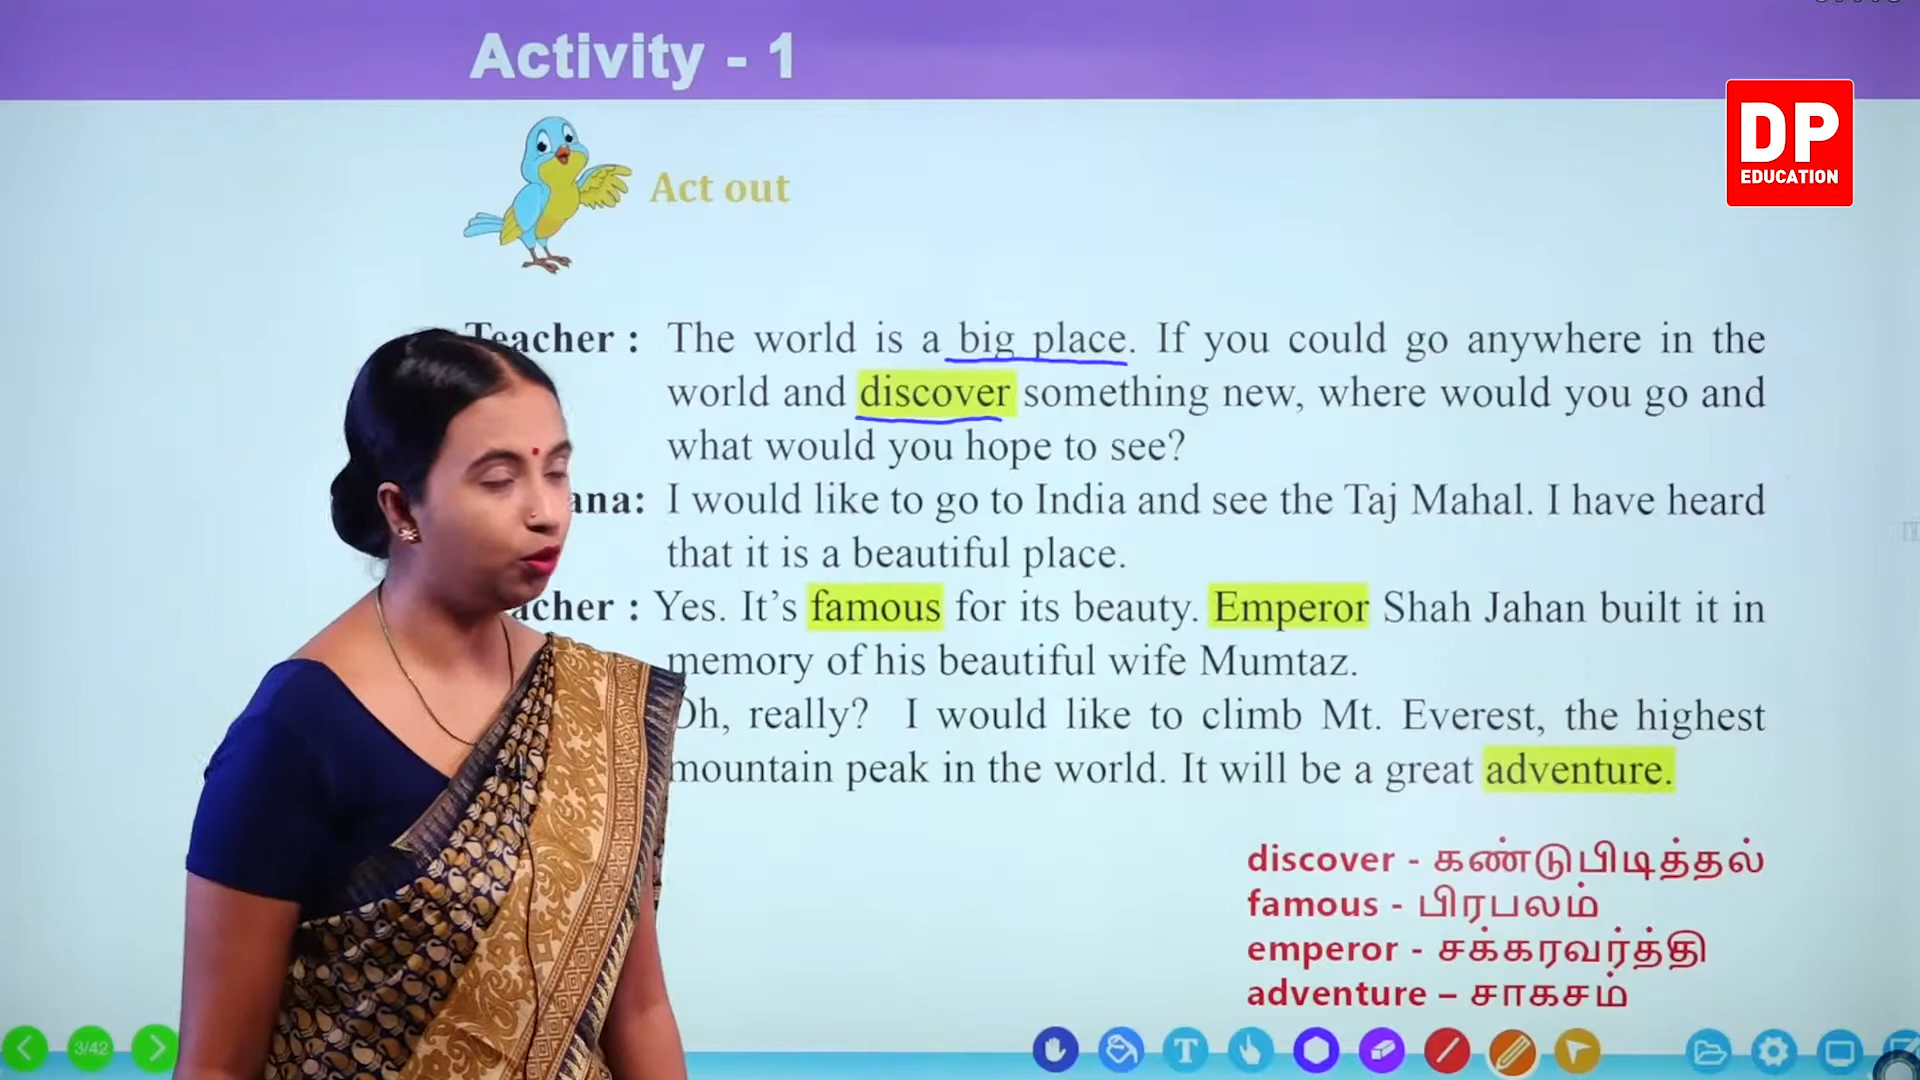 Activity - 1
DP
EDUCATION
Act out
Teacher : The world is a big place. If you could go anywhere in the
world and discover something new, where would you go and
what would you hope to see?
I would like to go to India and see the Taj Mahal. I have heard
that it is a beautiful place.
Yes. It's famous for its beauty. Emperor Shah Jahan built it in
memory of his beautiful wife Mumtaz.
Oh, really? I would like to climb Mt. Everest, the highest
mountain peak in the world. It will be a great adventure.
discover - கண்டுபிடித்தல்
famous - பிரபலம்
emperor - சக்கரவர்த்தி
adventure – சாகசம்
3/42
T